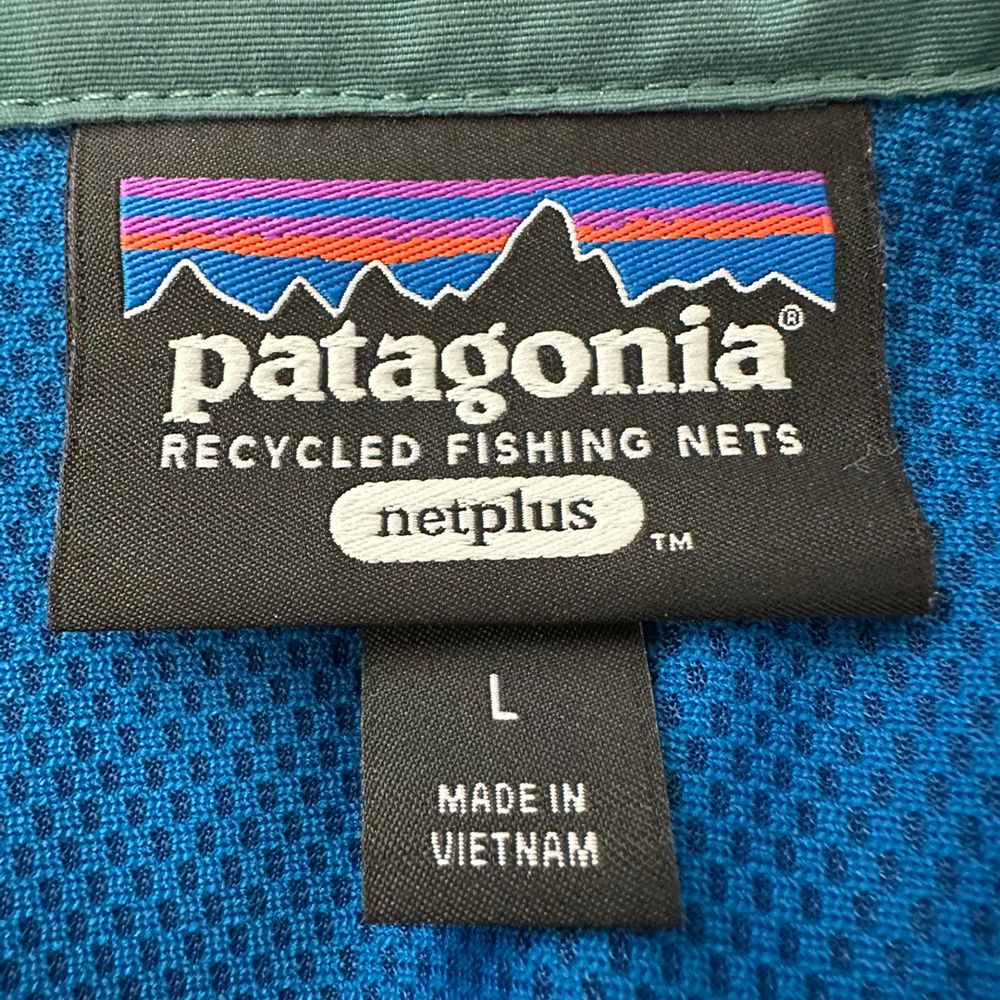 patagonia®
RECYCLED FISHING NETS
netplus ™
L
MADE IN
VIETNAM